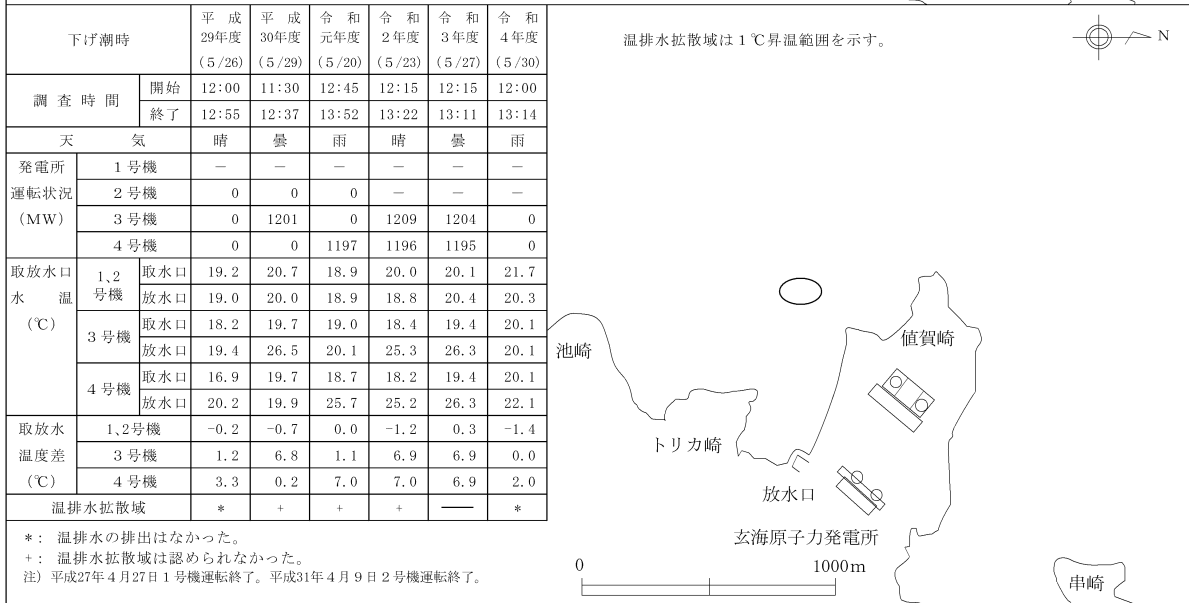 下げ潮時 平成29年度(5/26) 平成30年度(5/29) 令和元年度(5/20) 令和2年度(5/23) 令和3年度(5/27) 令和4年度(5/30)
調査時間 開始 12:00 11:30 12:45 12:15 12:15 12:00
終了 12:55 12:37 13:52 13:22 13:11 13:14
天気 晴 曇 雨 晴 曇 雨
発電所運転状況(MW) 1号機 － － － － － －
2号機 0 0 0 － － －
3号機 0 1201 0 1209 1204 0
4号機 0 0 1197 1196 1195 0
取放水口水温(℃) 1、2号機 取水口 19.2 20.7 18.9 20.0 20.1 21.7
放水口 19.0 20.0 18.9 18.8 20.4 20.3
3号機 取水口 18.2 19.7 19.0 18.4 19.4 20.1
放水口 19.4 26.5 20.1 25.3 26.3 20.1
4号機 取水口 16.9 19.7 18.7 18.2 19.4 20.1
放水口 20.2 19.9 25.7 25.2 26.3 22.1
取放水温度差(℃) 1、2号機 -0.2 -0.7 0.0 -1.2 0.3 -1.4
3号機 1.2 6.8 1.1 6.9 6.9 0.0
4号機 3.3 0.2 7.0 7.0 6.9 2.0
温排水拡散域 * + + + ── *
*: 温排水の排出はなかった。
+: 温排水拡散域は認められなかった。
注) 平成27年4月27日1号機運転終了。平成31年4月9日2号機運転終了。
温排水拡散域は1℃昇温範囲を示す。
N
池崎
値賀崎
トリカ崎
放水口
玄海原子力発電所
0 1000m
串崎